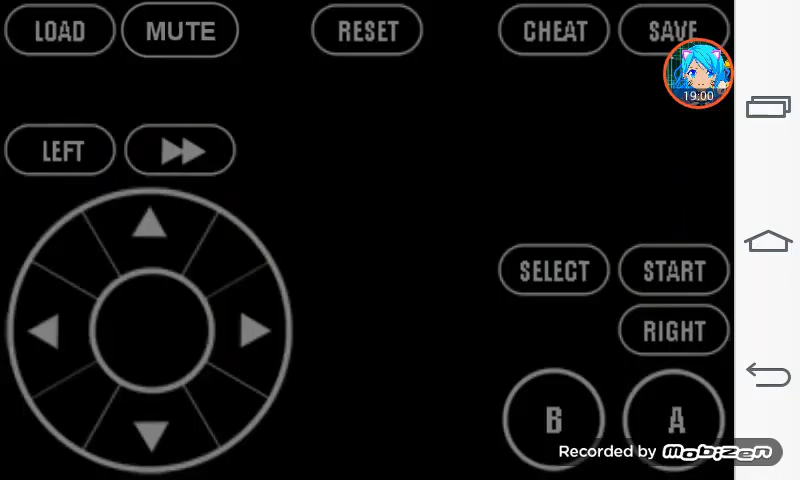 LOAD MUTE RESET CHEAT SAVE
19:00
LEFT
SELECT START
RIGHT
B A
Recorded by mobizen